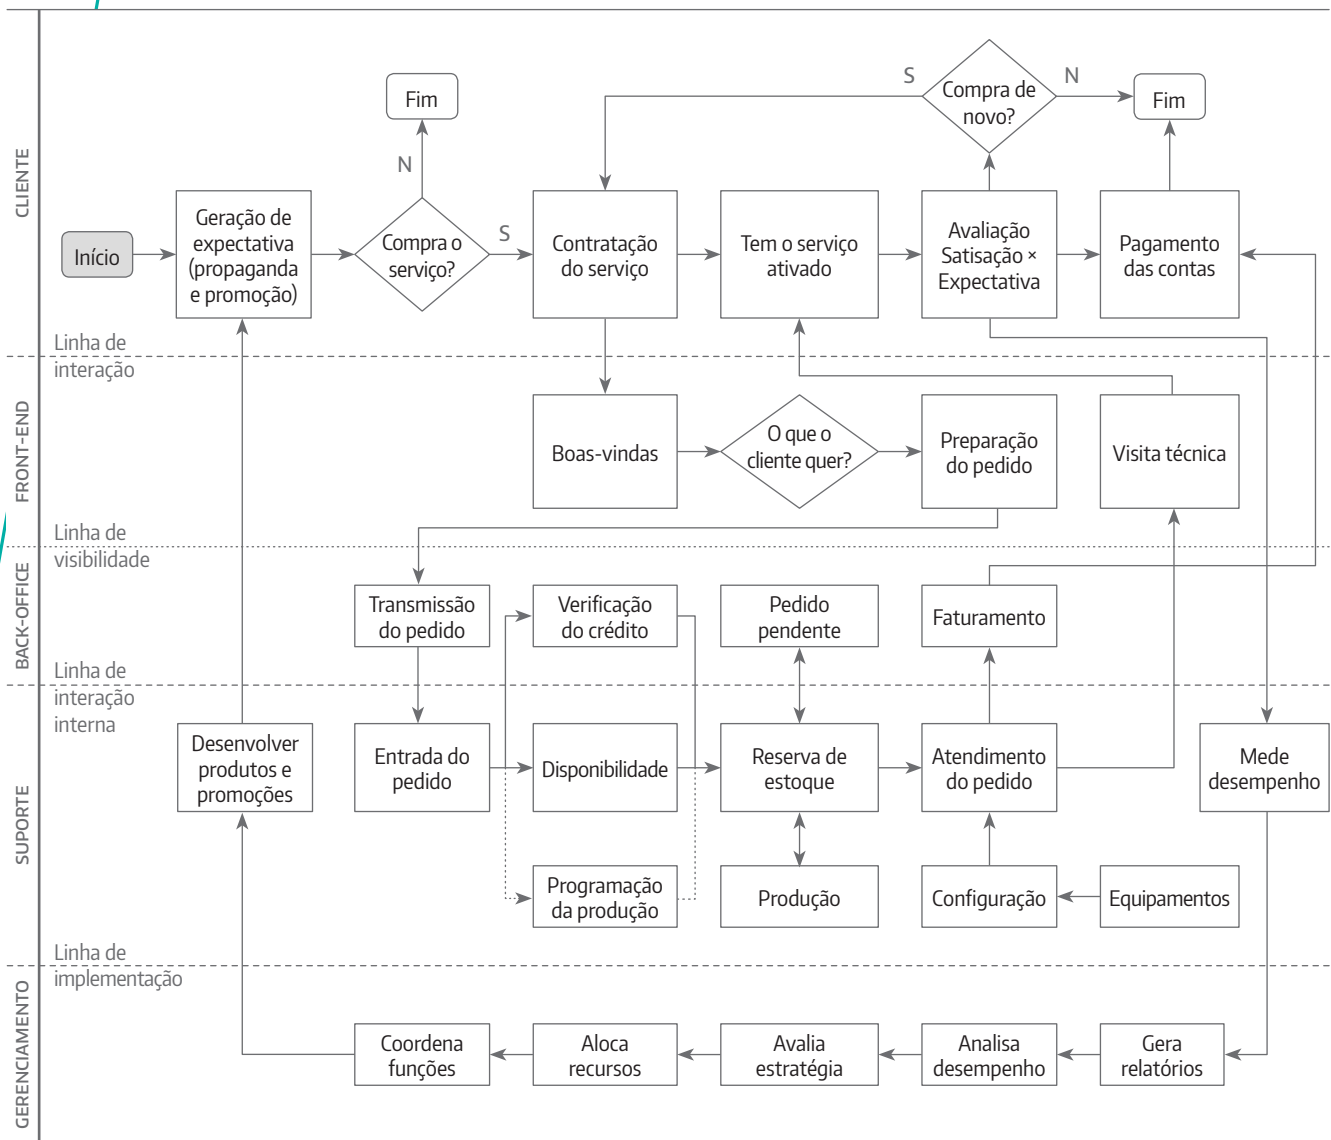 CLIENTE
Início
Geração de
expectativa
(propaganda
e promoção)
Fim
N
Compra o
serviço?
S
Contratação
do serviço
Tem o serviço
ativado
Avaliação
Satisação ×
Expectativa
S
Compra de
novo?
N
Fim
Pagamento
das contas
Linha de
interação
FRONT-END
Boas-vindas
O que o
cliente quer?
Preparação
do pedido
Visita técnica
Linha de
visibilidade
BACK-OFFICE
Transmissão
do pedido
Verificação
do crédito
Pedido
pendente
Faturamento
Linha de
interação
interna
SUPORTE
Desenvolver
produtos e
promoções
Entrada do
pedido
Disponibilidade
Reserva de
estoque
Atendimento
do pedido
Mede
desempenho
Programação
da produção
Produção
Configuração
Equipamentos
Linha de
implementação
GERENCIAMENTO
Coordena
funções
Aloca
recursos
Avalia
estratégia
Analisa
desempenho
Gera
relatórios